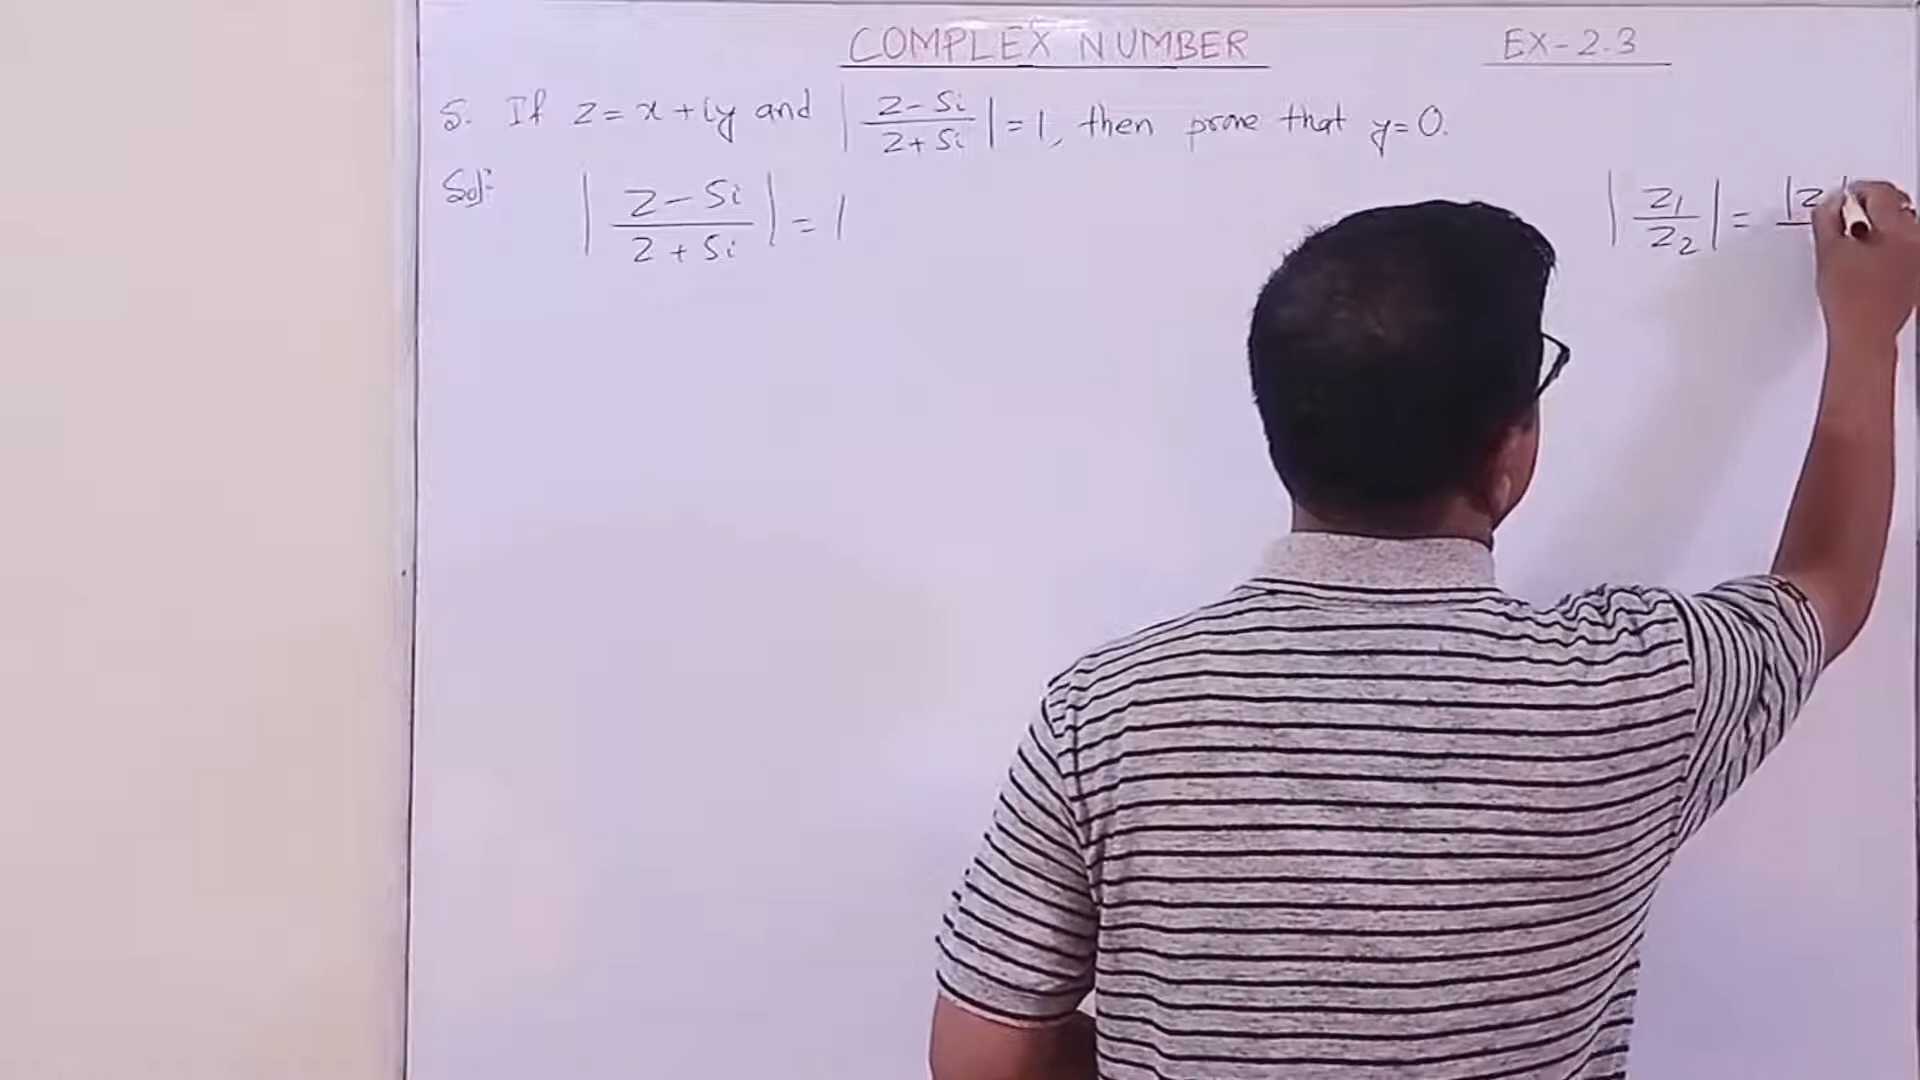 COMPLEX NUMBER EX-2.3
5. If z = x + iy and | (z - 5i) / (z + 5i) | = 1, then prove that y = 0.
Sol: | (z - 5i) / (z + 5i) | = 1 | z₁ / z₂ | = |z